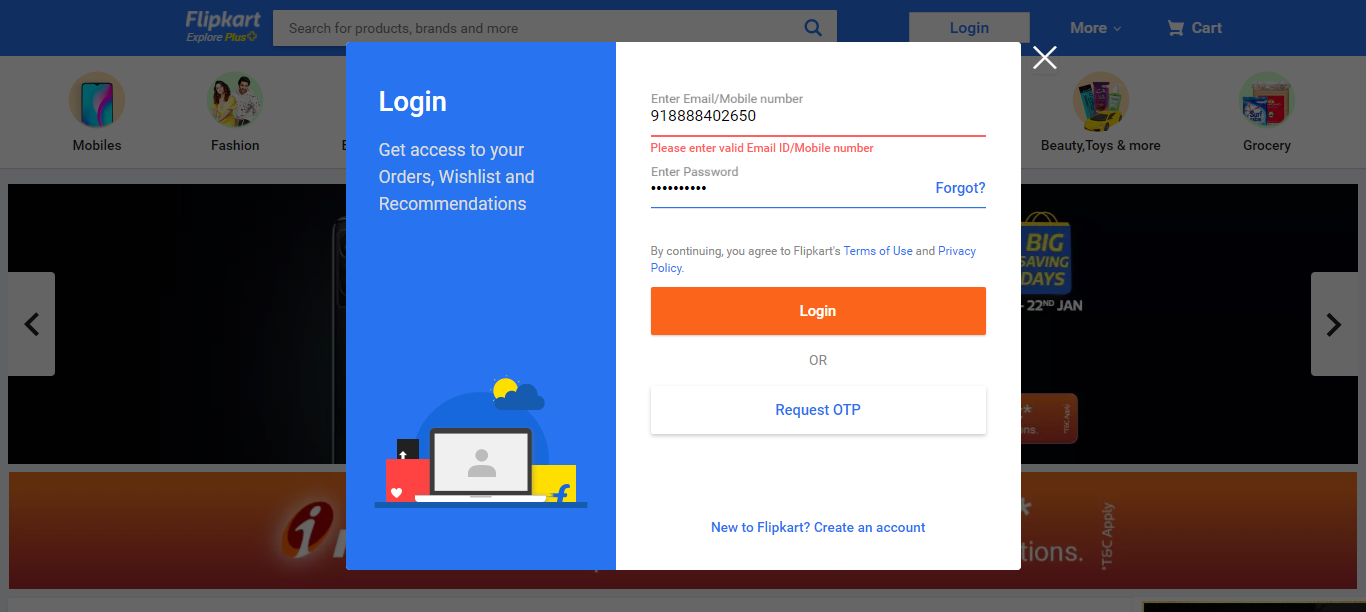 Flipkart
Explore Plus
Search for products, brands and more
Login
More
Cart
Mobiles
Fashion
E
Beauty,Toys & more
Grocery
Login
Get access to your
Orders, Wishlist and
Recommendations
Enter Email/Mobile number
918888402650
Please enter valid Email ID/Mobile number
Enter Password
••••••••••
Forgot?
By continuing, you agree to Flipkart's Terms of Use and Privacy
Policy.
Login
OR
Request OTP
New to Flipkart? Create an account
BIG
SAVING
DAYS
- 22ND JAN
*T&C Apply
ns.
tions.
*T&C Apply